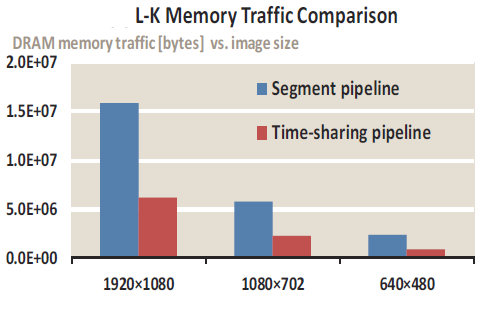 L-K Memory Traffic Comparison
DRAM memory traffic [bytes] vs. image size
2.0E+07
1.5E+07
1.0E+07
5.0E+06
0.0E+00
Segment pipeline
Time-sharing pipeline
1920×1080 1080×702 640×480